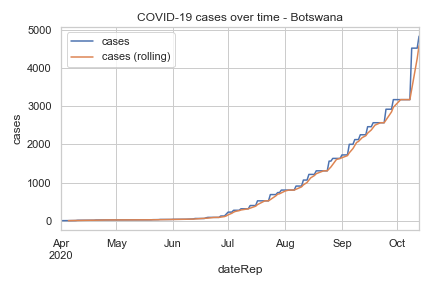 COVID-19 cases over time - Botswana
cases
cases (rolling)
5000
4000
3000
2000
1000
0
cases
Apr May Jun Jul Aug Sep Oct
2020
dateRep